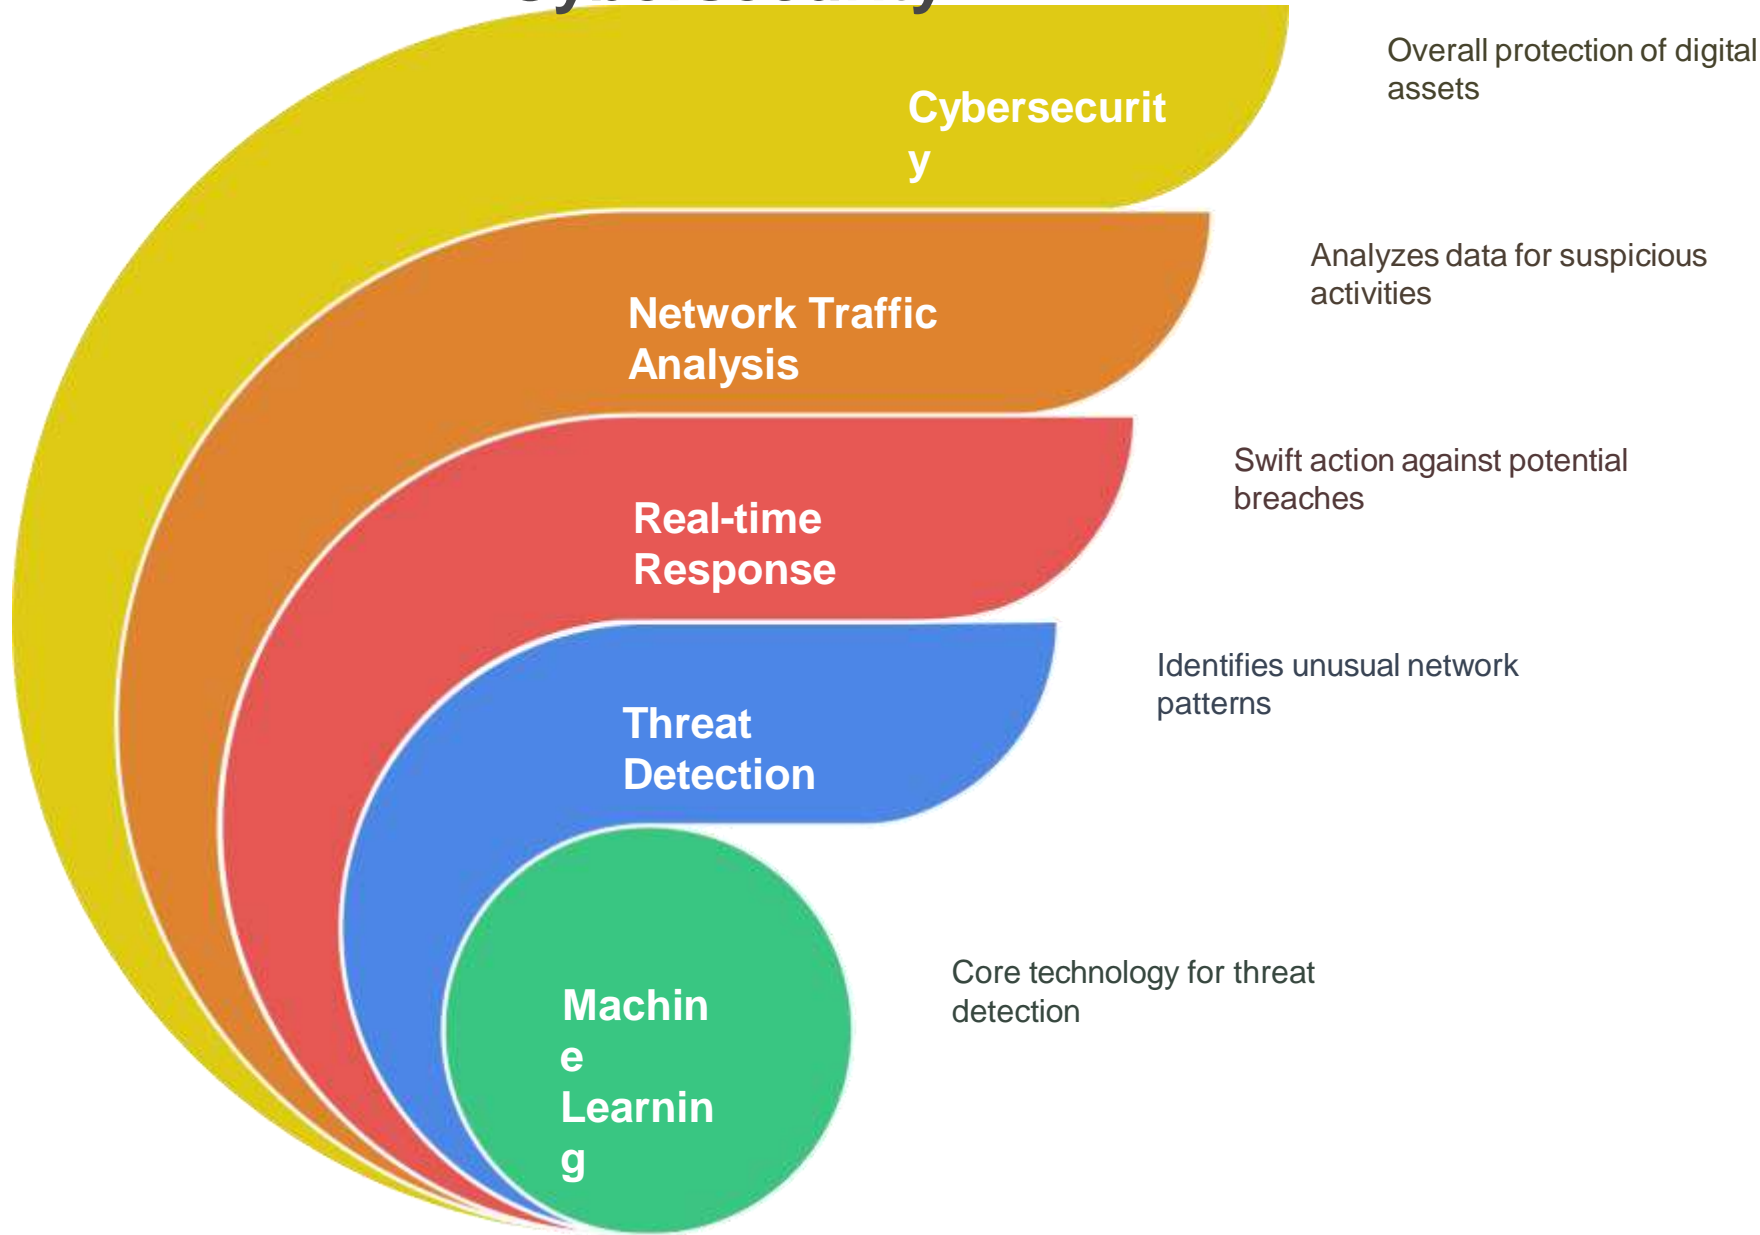 Cybersecurity
Overall protection of digital
assets
Cybersecurit
y
Analyzes data for suspicious
activities
Network Traffic
Analysis
Swift action against potential
breaches
Real-time
Response
Identifies unusual network
patterns
Threat
Detection
Core technology for threat
detection
Machin
e
Learnin
g